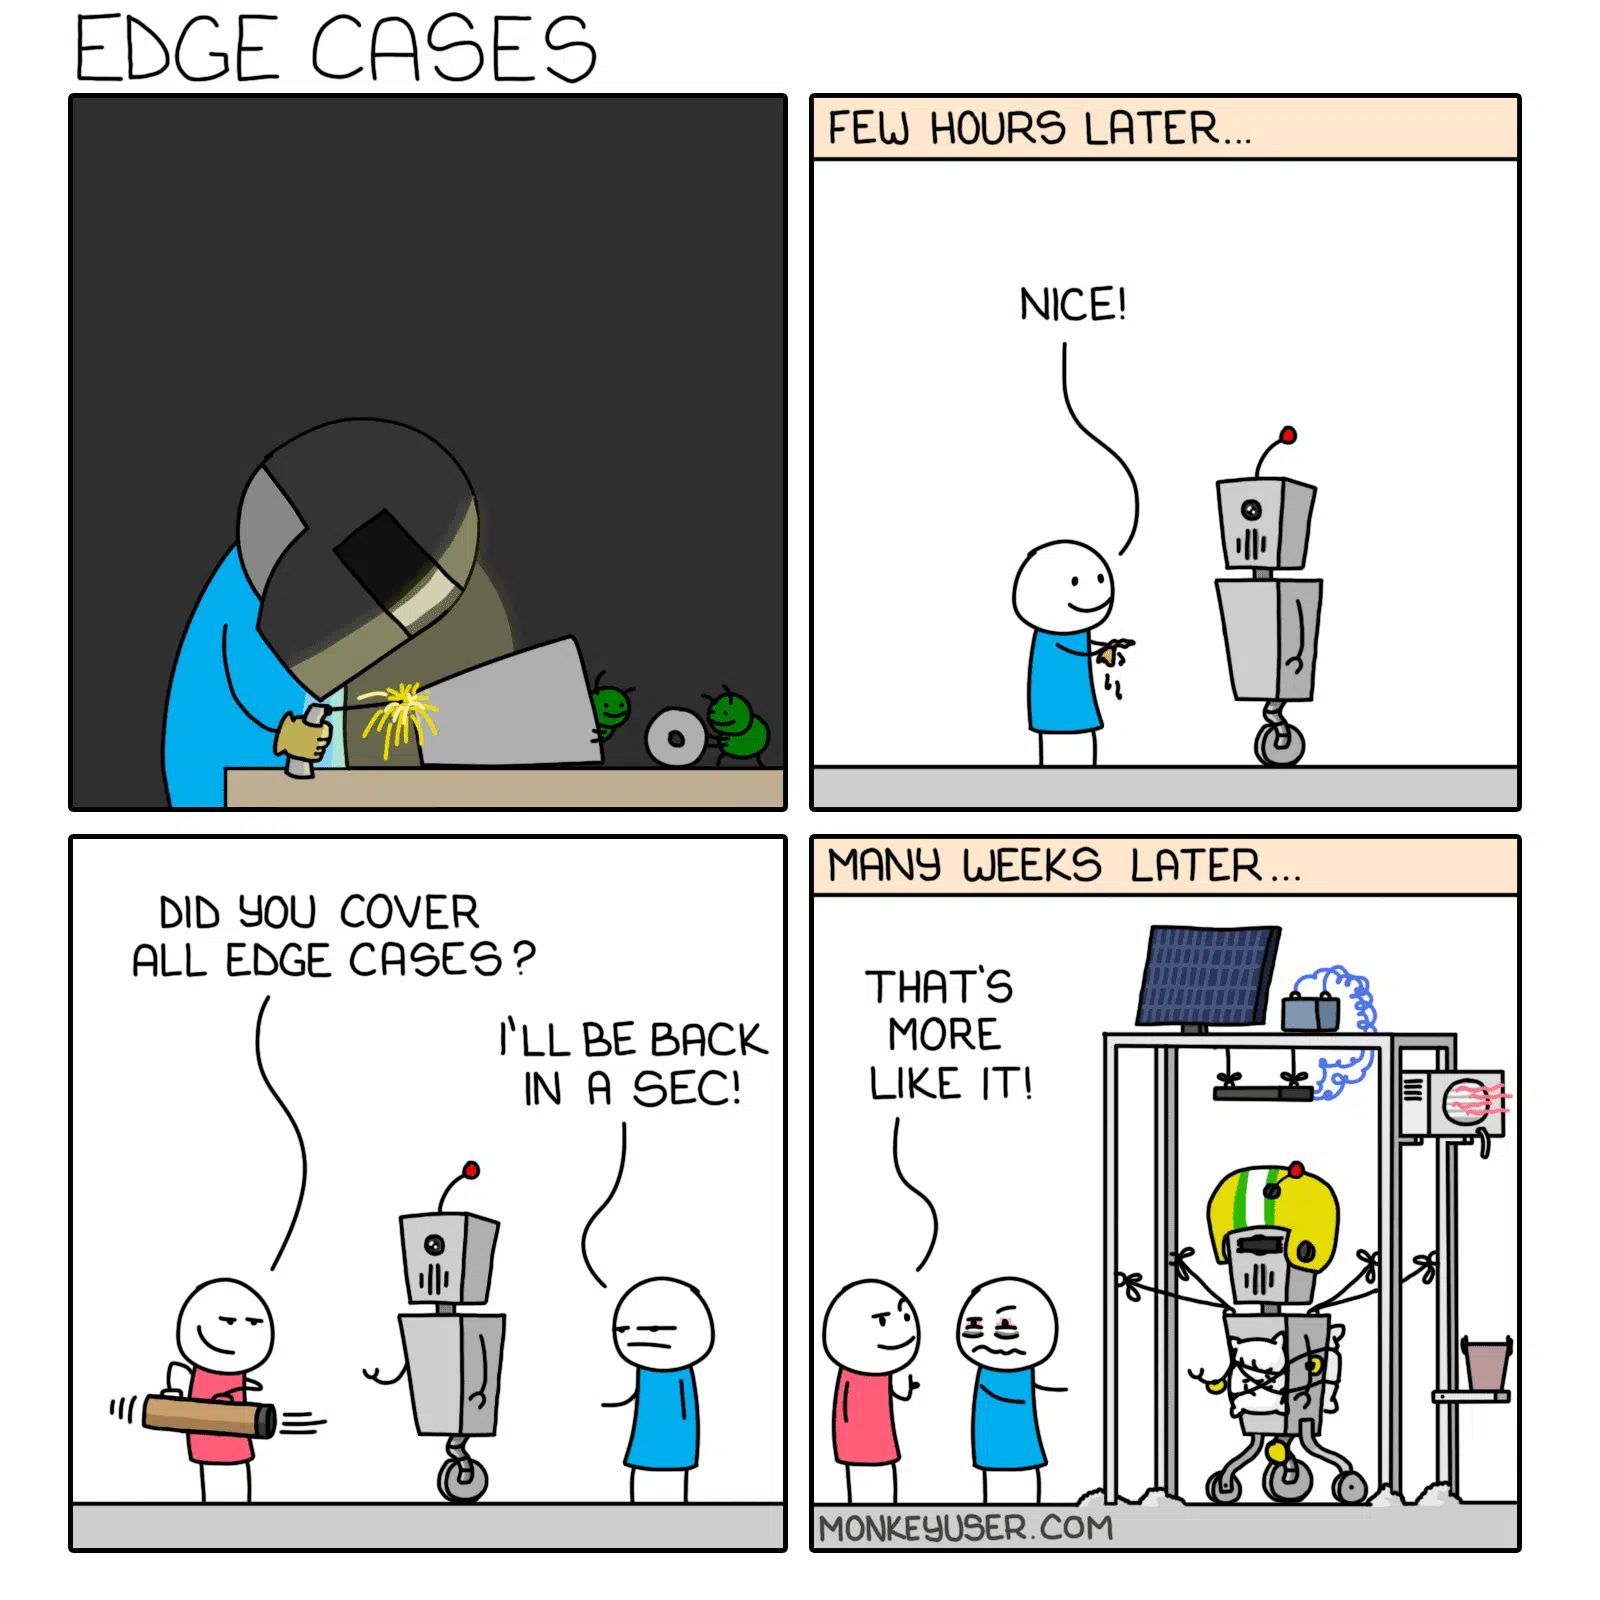 EDGE CASES
FEW HOURS LATER...
NICE!
DID YOU COVER
ALL EDGE CASES?
I'LL BE BACK
IN A SEC!
MANY WEEKS LATER...
THAT'S
MORE
LIKE IT!
MONKEYUSER.COM